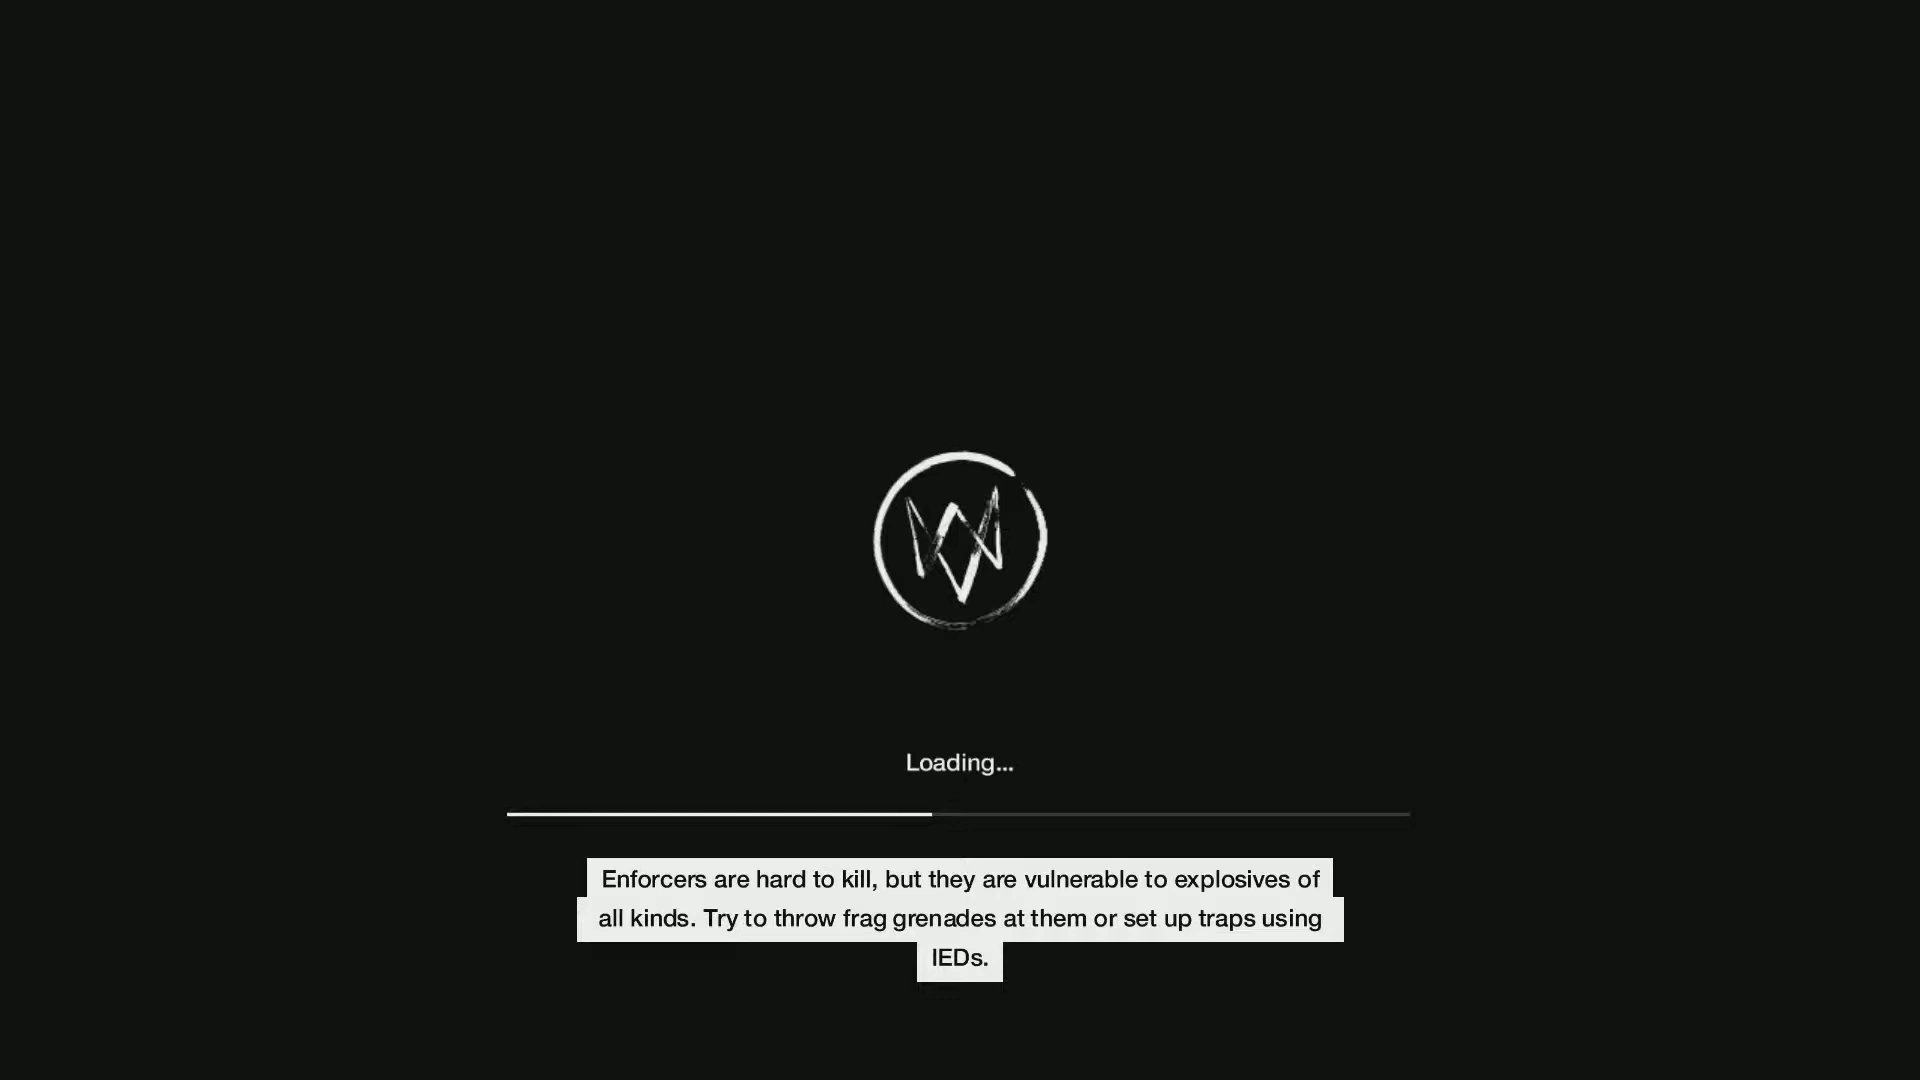 Loading...
Enforcers are hard to kill, but they are vulnerable to explosives of
all kinds. Try to throw frag grenades at them or set up traps using
IEDs.